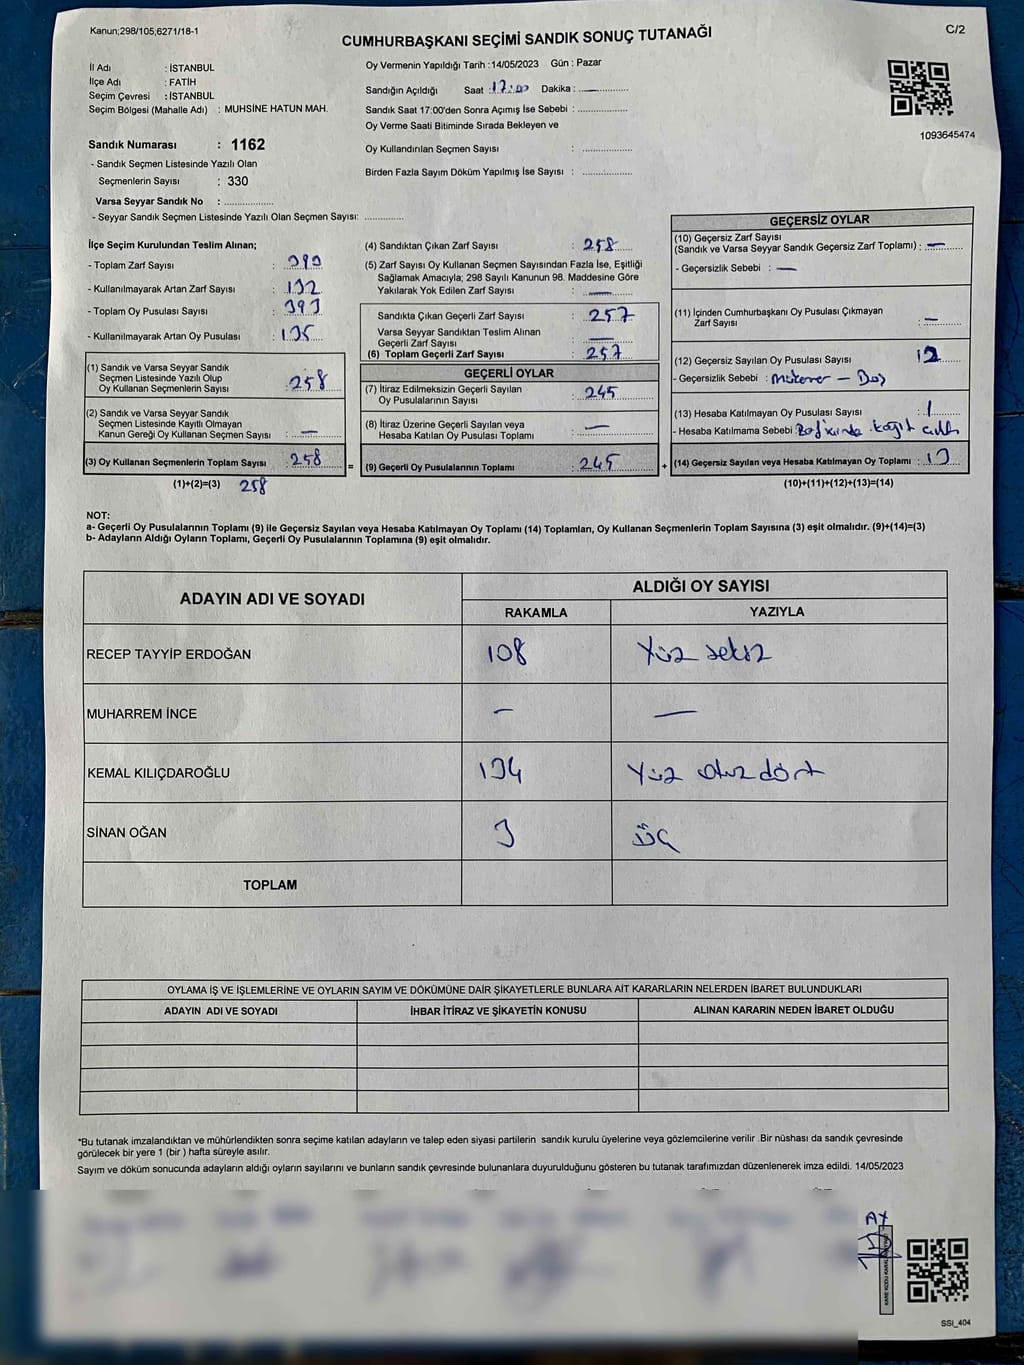 Kanun;298/105,6271/18-1
C/2
CUMHURBAŞKANI SEÇİMİ SANDIK SONUÇ TUTANAĞI
İl Adı : İSTANBUL
İlçe Adı : FATİH
Seçim Çevresi : İSTANBUL
Seçim Bölgesi (Mahalle Adı) : MUHSİNE HATUN MAH.
Sandık Numarası : 1162
- Sandık Seçmen Listesinde Yazılı Olan
Seçmenlerin Sayısı : 330
Varsa Seyyar Sandık No : ..............
- Seyyar Sandık Seçmen Listesinde Yazılı Olan Seçmen Sayısı: ..............
Oy Vermenin Yapıldığı Tarih :14/05/2023 Gün : Pazar
Sandığın Açıldığı Saat : 17:00 Dakika : —
Sandık Saat 17:00'den Sonra Açımış İse Sebebi : ..............
Oy Verme Saati Bitiminde Sırada Bekleyen ve
Oy Kullandırılan Seçmen Sayısı : ..............
Birden Fazla Sayım Döküm Yapılmış İse Sayısı : ..............
1093645474
İlçe Seçim Kurulundan Teslim Alınan;
- Toplam Zarf Sayısı : 390
- Kullanılmayarak Artan Zarf Sayısı : 132
- Toplam Oy Pusulası Sayısı : 393
- Kullanılmayarak Artan Oy Pusulası : 135
(1) Sandık ve Varsa Seyyar Sandık
Seçmen Listesinde Yazılı Olup
Oy Kullanan Seçmenlerin Sayısı : 258
(2) Sandık ve Varsa Seyyar Sandık
Seçmen Listesinde Kayıtlı Olmayan
Kanun Gereği Oy Kullanan Seçmen Sayısı : —
(3) Oy Kullanan Seçmenlerin Toplam Sayısı : 258
(1)+(2)=(3) 258
(4) Sandıktan Çıkan Zarf Sayısı : 258
(5) Zarf Sayısı Oy Kullanan Seçmen Sayısından Fazla İse, Eşitliği
Sağlamak Amacıyla; 298 Sayılı Kanunun 98. Maddesine Göre
Yakılarak Yok Edilen Zarf Sayısı : —
Sandıkta Çıkan Geçerli Zarf Sayısı : 257
Varsa Seyyar Sandıktan Teslim Alınan
Geçerli Zarf Sayısı : —
(6) Toplam Geçerli Zarf Sayısı : 257
GEÇERLİ OYLAR
(7) İtiraz Edilmeksizin Geçerli Sayılan
Oy Pusulalarının Sayısı : 245
(8) İtiraz Üzerine Geçerli Sayılan veya
Hesaba Katılan Oy Pusulası Toplamı : —
= (9) Geçerli Oy Pusulalarının Toplamı : 245
GEÇERSİZ OYLAR
(10) Geçersiz Zarf Sayısı
(Sandık ve Varsa Seyyar Sandık Geçersiz Zarf Toplamı) : —
- Geçersizlik Sebebi : —
(11) İçinden Cumhurbaşkanı Oy Pusulası Çıkmayan
Zarf Sayısı : —
(12) Geçersiz Sayılan Oy Pusulası Sayısı : 12
- Geçersizlik Sebebi : — Boş
(13) Hesaba Katılmayan Oy Pusulası Sayısı : 1
- Hesaba Katılmama Sebebi : kağıt
+ (14) Geçersiz Sayılan veya Hesaba Katılmayan Oy Toplamı : 13
(10)+(11)+(12)+(13)=(14)
NOT:
a- Geçerli Oy Pusulalarının Toplamı (9) ile Geçersiz Sayılan veya Hesaba Katılmayan Oy Toplamı (14) Toplamları, Oy Kullanan Seçmenlerin Toplam Sayısına (3) eşit olmalıdır. (9)+(14)=(3)
b- Adayların Aldığı Oyların Toplamı, Geçerli Oy Pusulalarının Toplamına (9) eşit olmalıdır.
ADAYIN ADI VE SOYADI
ALDIĞI OY SAYISI
RAKAMLA YAZIYLA
RECEP TAYYİP ERDOĞAN 108 Yüz sekiz
MUHARREM İNCE — —
KEMAL KILIÇDAROĞLU 134 Yüz otuz dört
SİNAN OĞAN 3 üç
TOPLAM
OYLAMA İŞ VE İŞLEMLERİNE VE OYLARIN SAYIM VE DÖKÜMÜNE DAİR ŞİKAYETLERLE BUNLARA AİT KARARLARIN NELERDEN İBARET BULUNDUKLARI
ADAYIN ADI VE SOYADI İHBAR İTİRAZ VE ŞİKAYETİN KONUSU ALINAN KARARIN NEDEN İBARET OLDUĞU
*Bu tutanak imzalandıktan ve mühürlendikten sonra seçime katılan adayların ve talep eden siyasi partilerin sandık kurulu üyelerine veya gözlemcilerine verilir .Bir nüshası da sandık çevresinde
görülecek bir yere 1 (bir ) hafta süreyle asılır.
Sayım ve döküm sonucunda adayların aldığı oyların sayılarını ve bunların sandık çevresinde bulunanlara duyurulduğunu gösteren bu tutanak tarafımızdan düzenlenerek imza edildi. 14/05/2023
SSI_404